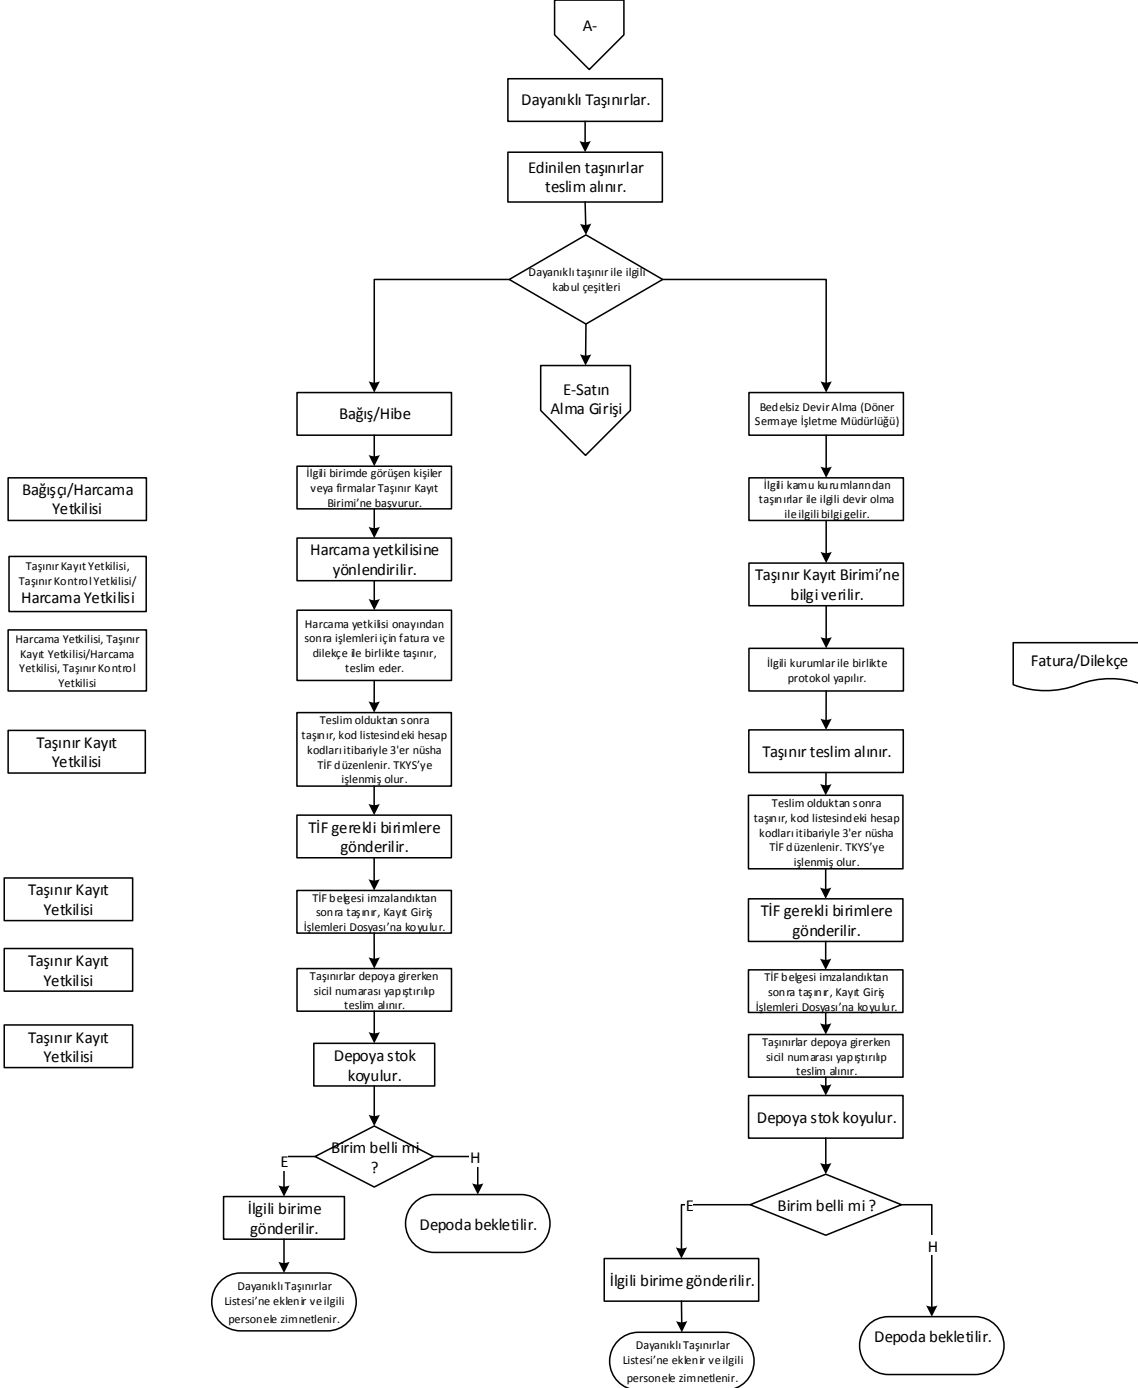 A-
Dayanıklı Taşınırlar.
Edinilen taşınırlar
teslim alınır.
Dayanıklı taşınır ile ilgili
kabul çeşitleri
E-Satın
Alma Girişi
Bağış/Hibe
İlgili birimde görüşen kişiler
veya firmalar Taşınır Kayıt
Birimi’ne başvurur.
Harcama yetkilisine
yönlendirilir.
Harcama yetkilisi onayından
sonra işlemleri için fatura ve
dilekçe ile birlikte taşınır,
teslim eder.
Teslim olduktan sonra
taşınır, kod listesindeki hesap
kodları itibariyle 3'er nüsha
TİF düzenlenir. TKYS’ye
işlenmiş olur.
TİF gerekli birimlere
gönderilir.
TİF belgesi imzalandıktan
sonra taşınır, Kayıt Giriş
İşlemleri Dosyası’na koyulur.
Taşınırlar depoya girerken
sicil numarası yapıştırılıp
teslim alınır.
Depoya stok
koyulur.
Birim belli mi
?
E
H
İlgili birime
gönderilir.
Depoda bekletilir.
Dayanıklı Taşınırlar
Listesi’ne eklenir ve ilgili
personele zimnetlenir.
Bedelsiz Devir Alma (Döner
Sermaye İşletme Müdürlüğü)
İlgili kamu kurumlarından
taşınırlar ile ilgili devir olma
ile ilgili bilgi gelir.
Taşınır Kayıt Birimi’ne
bilgi verilir.
İlgili kurumlar ile birlikte
protokol yapılır.
Taşınır teslim alınır.
Teslim olduktan sonra
taşınır, kod listesindeki hesap
kodları itibariyle 3'er nüsha
TİF düzenlenir. TKYS’ye
işlenmiş olur.
TİF gerekli birimlere
gönderilir.
TİF belgesi imzalandıktan
sonra taşınır, Kayıt Giriş
İşlemleri Dosyası’na koyulur.
Taşınırlar depoya girerken
sicil numarası yapıştırılıp
teslim alınır.
Depoya stok koyulur.
Birim belli mi ?
E
H
İlgili birime gönderilir.
Depoda bekletilir.
Dayanıklı Taşınırlar
Listesi’ne eklenir ve ilgili
personele zimnetlenir.
Bağışçı/Harcama
Yetkilisi
Taşınır Kayıt Yetkilisi,
Taşınır Kontrol Yetkilisi/
Harcama Yetkilisi
Harcama Yetkilisi, Taşınır
Kayıt Yetkilisi/Harcama
Yetkilisi, Taşınır Kontrol
Yetkilisi
Taşınır Kayıt
Yetkilisi
Taşınır Kayıt
Yetkilisi
Taşınır Kayıt
Yetkilisi
Taşınır Kayıt
Yetkilisi
Fatura/Dilekçe